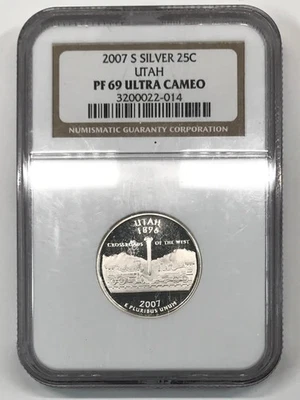 2007 S SILVER 25C
UTAH
PF 69 ULTRA CAMEO
3200022-014
NUMISMATIC GUARANTY CORPORATION
UTAH
1896
CROSSROADS OF THE WEST
2007
E PLURIBUS UNUM